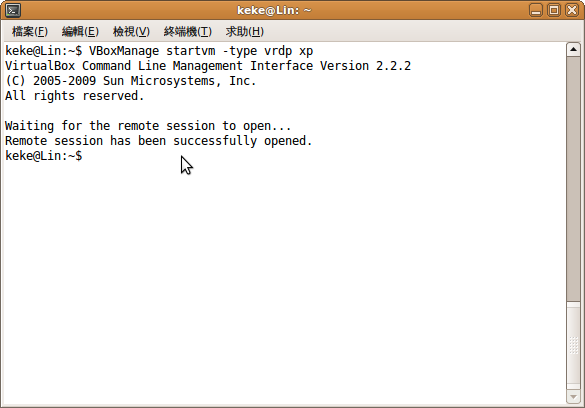 keke@Lin: ~
檔案(F) 編輯(E) 檢視(V) 終端機(T) 求助(H)
keke@Lin:~$ VBoxManage startvm -type vrdp xp
VirtualBox Command Line Management Interface Version 2.2.2
(C) 2005-2009 Sun Microsystems, Inc.
All rights reserved.
Waiting for the remote session to open...
Remote session has been successfully opened.
keke@Lin:~$